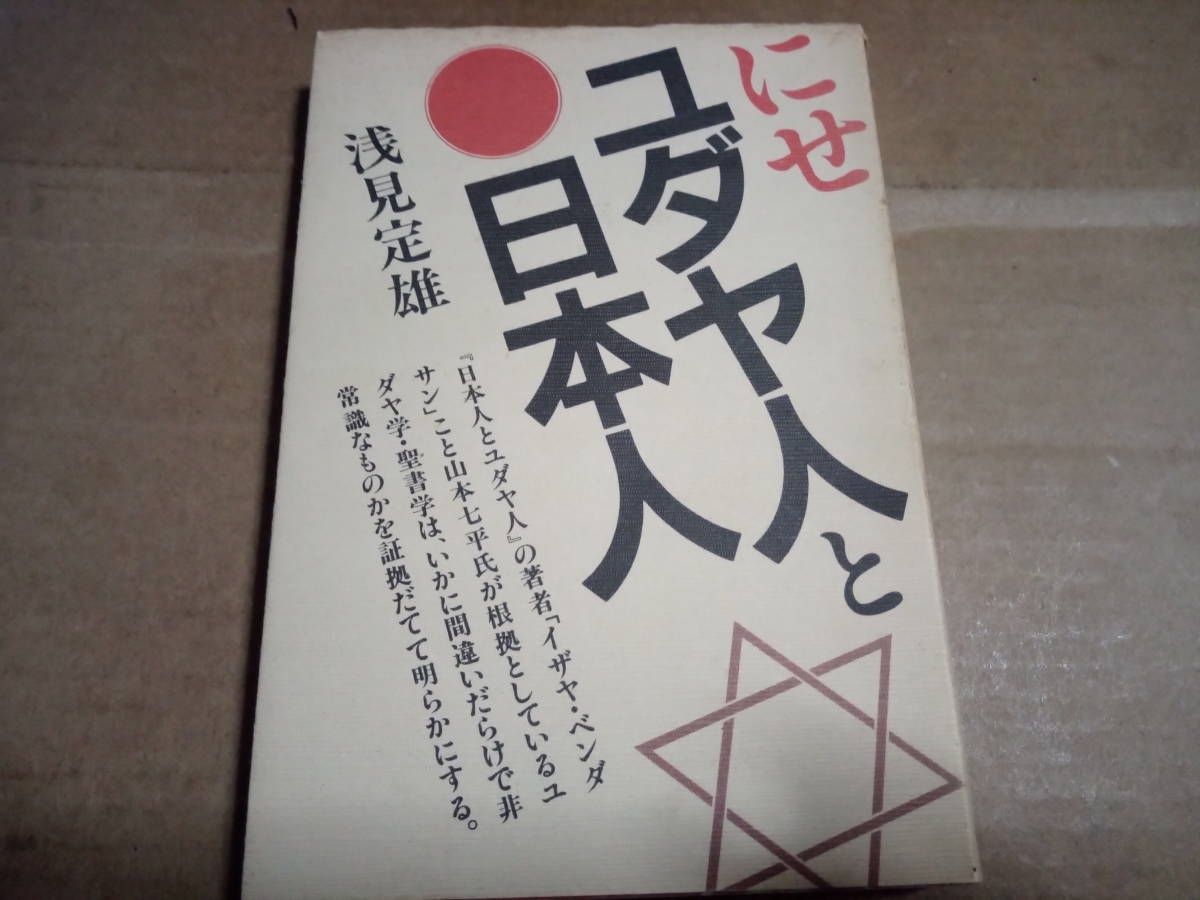 にせ
ユダヤ人と
日本人
浅見定雄
『日本人とユダヤ人』の著者「イザヤ・ベンダ
サン」こと山本七平氏が根拠としているユ
ダヤ学・聖書学は、いかに間違いだらけで非
常識なものかを証拠だてて明らかにする。